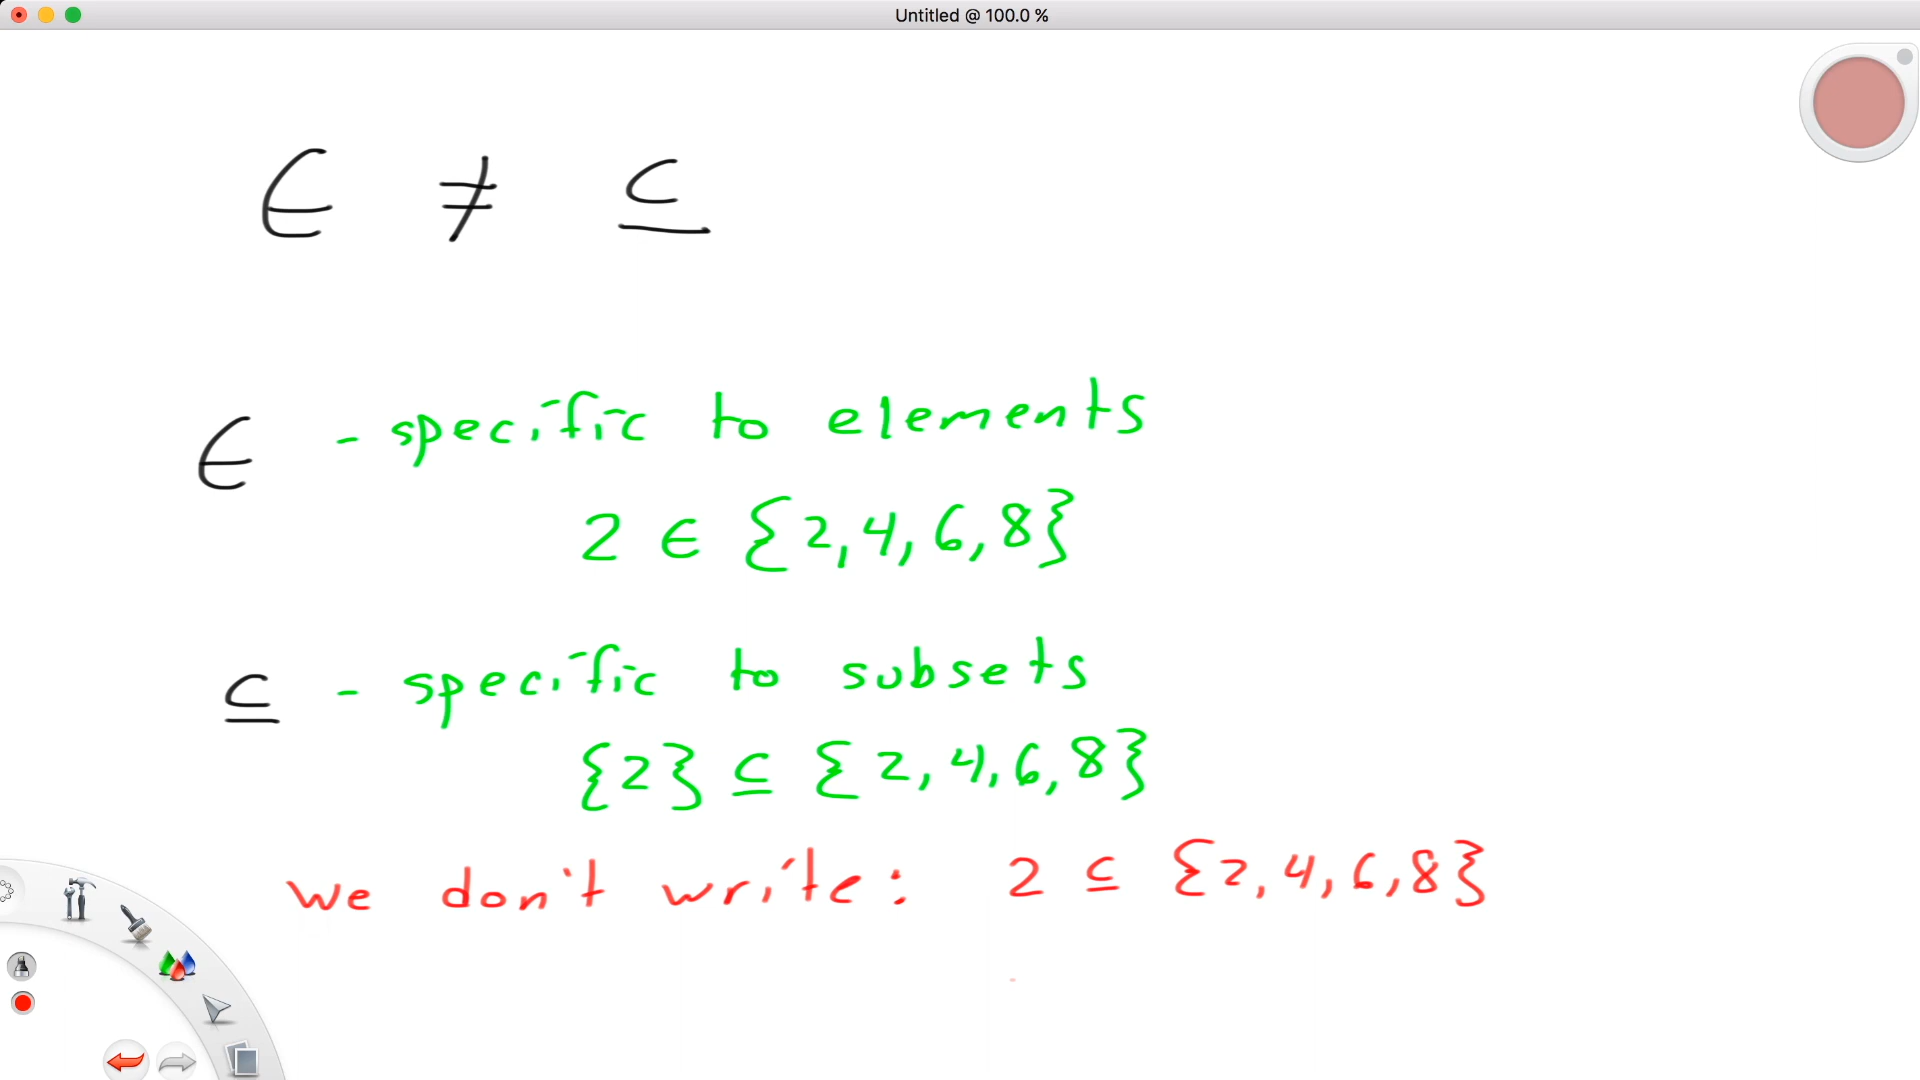 Untitled @ 100.0 %
∈ ≠ ⊆
∈ - specific to elements
2 ∈ {2,4,6,8}
⊆ - specific to subsets
{2} ⊆ {2,4,6,8}
We don't write: 2 ⊆ {2,4,6,8}